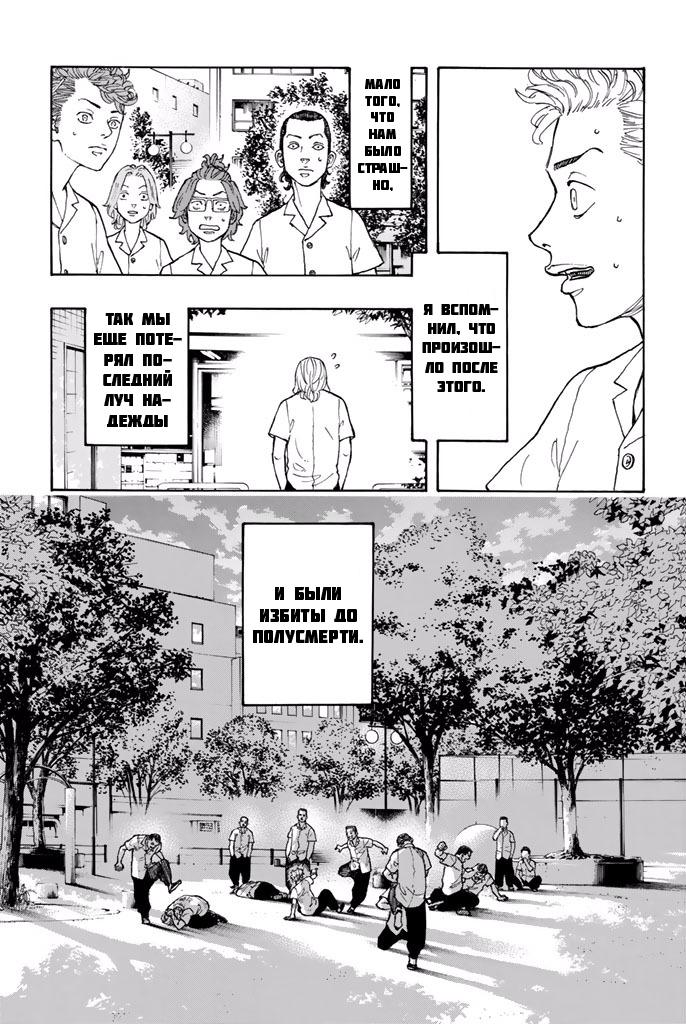 Я ВСПОМ-
НИЛ, ЧТО
ПРОИЗОШ-
ЛО ПОСЛЕ
ЭТОГО.
МАЛО
ТОГО,
ЧТО
НАМ
БЫЛО
СТРАШ-
НО,
ТАК МЫ
ЕЩЕ ПОТЕ-
РЯЛ ПО-
СЛЕДНИЙ
ЛУЧ НА-
ДЕЖДЫ
И БЫЛИ
ИЗБИТЫ ДО
ПОЛУСМЕРТИ.